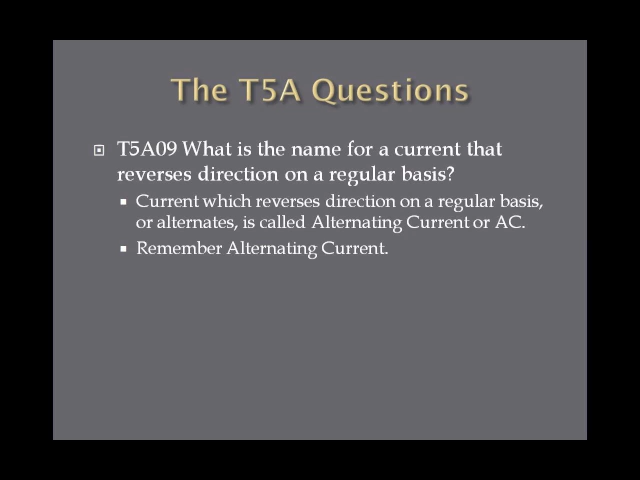 The T5A Questions
T5A09 What is the name for a current that
reverses direction on a regular basis?
Current which reverses direction on a regular basis,
or alternates, is called Alternating Current or AC.
Remember Alternating Current.